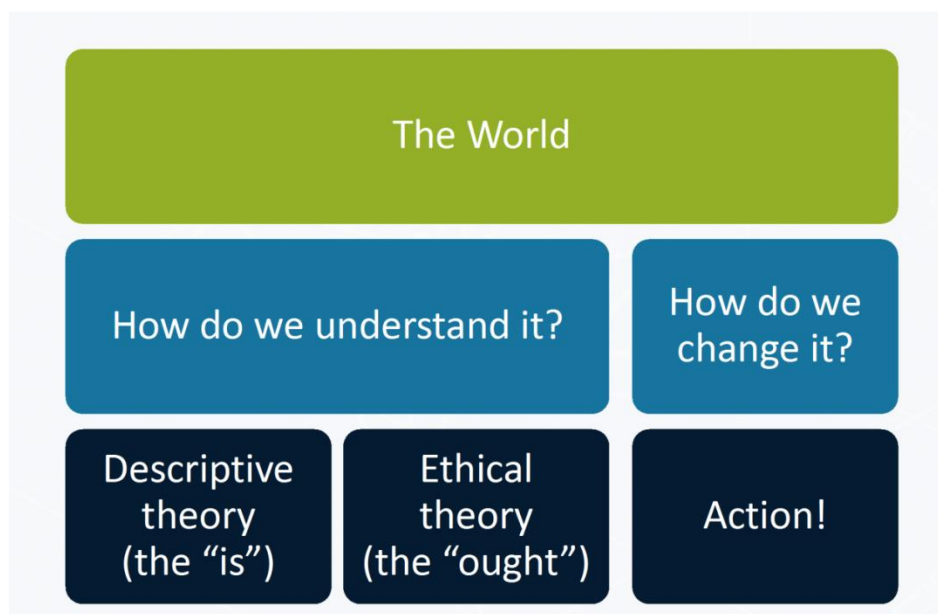 The World
How do we understand it?
How do we
change it?
Descriptive
theory
(the “is”)
Ethical
theory
(the “ought”)
Action!